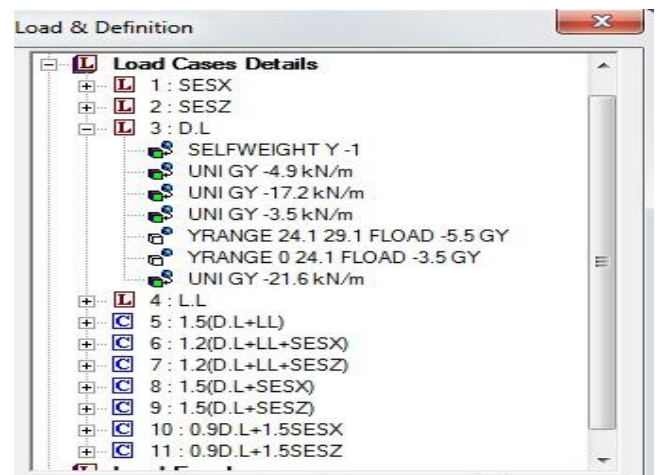 Load & Definition
Load Cases Details
L 1 : SESX
L 2 : SESZ
L 3 : D.L
SELFWEIGHT Y -1
UNI GY -4.9 kN/m
UNI GY -17.2 kN/m
UNI GY -3.5 kN/m
YRANGE 24.1 29.1 FLOAD -5.5 GY
YRANGE 0 24.1 FLOAD -3.5 GY
UNI GY -21.6 kN/m
L 4 : L.L
C 5 : 1.5(D.L+LL)
C 6 : 1.2(D.L+LL+SESX)
C 7 : 1.2(D.L+LL+SESZ)
C 8 : 1.5(D.L+SESX)
C 9 : 1.5(D.L+SESZ)
C 10 : 0.9D.L+1.5SESX
C 11 : 0.9D.L+1.5SESZ